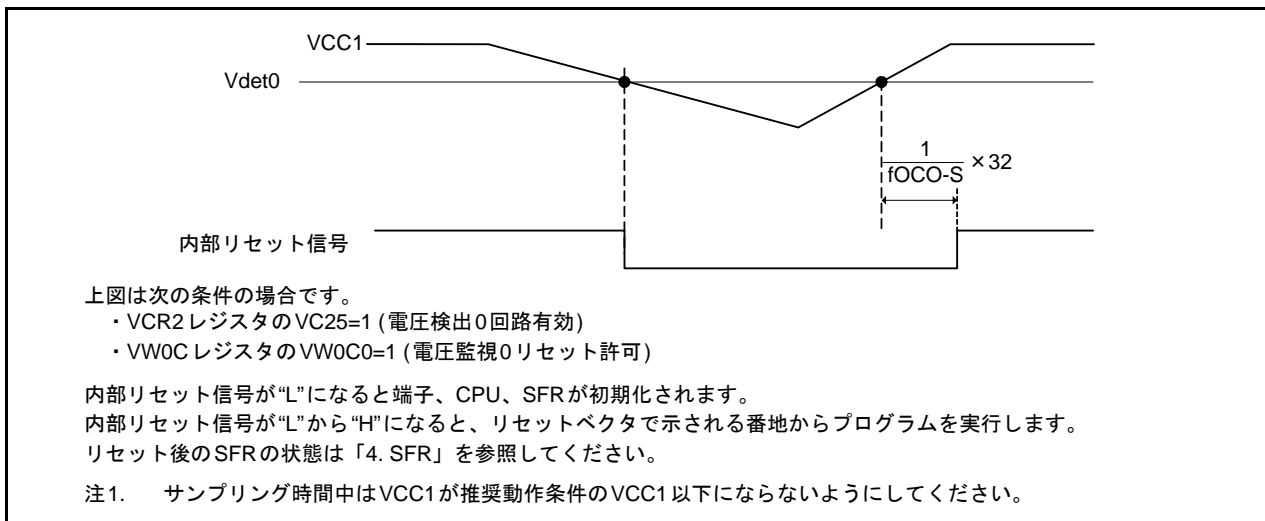 VCC1
Vdet0
1
fOCO-S
×32
内部リセット信号
上図は次の条件の場合です。
・VCR2レジスタのVC25=1 (電圧検出0回路有効)
・VW0CレジスタのVW0C0=1 (電圧監視0リセット許可)
内部リセット信号が“L”になると端子、CPU、SFRが初期化されます。
内部リセット信号が“L”から“H”になると、リセットベクタで示される番地からプログラムを実行します。
リセット後のSFRの状態は「4. SFR」を参照してください。
注1. サンプリング時間中はVCC1が推奨動作条件のVCC1以下にならないようにしてください。